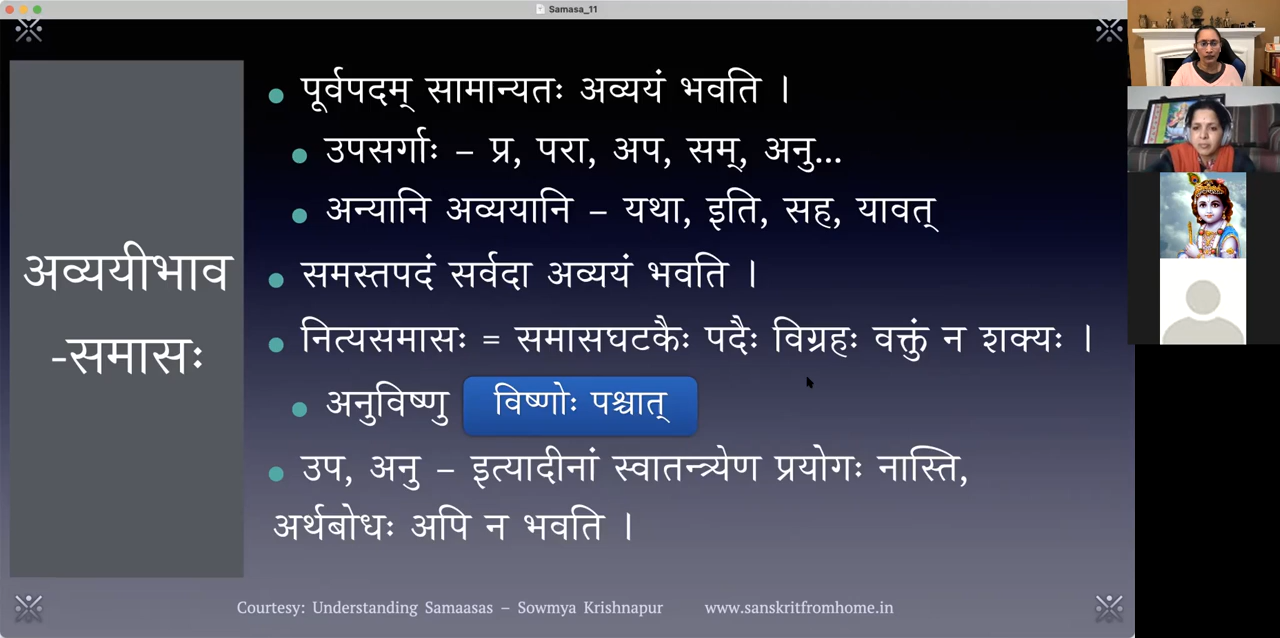 Samasa_11
अव्ययीभाव
-समासः
पूर्वपदम् सामान्यतः अव्ययं भवति ।
उपसर्गाः – प्र, परा, अप, सम्, अनु...
अन्यानि अव्ययानि – यथा, इति, सह, यावत्
समस्तपदं सर्वदा अव्ययं भवति ।
नित्यसमासः = समासघटकैः पदैः विग्रहः वक्तुं न शक्यः ।
अनुविष्णु विष्णोः पश्चात्
उप, अनु – इत्यादीनां स्वातन्त्र्येण प्रयोगः नास्ति,
अर्थबोधः अपि न भवति ।
Courtesy: Understanding Samaasas – Sowmya Krishnapur www.sanskritfromhome.in